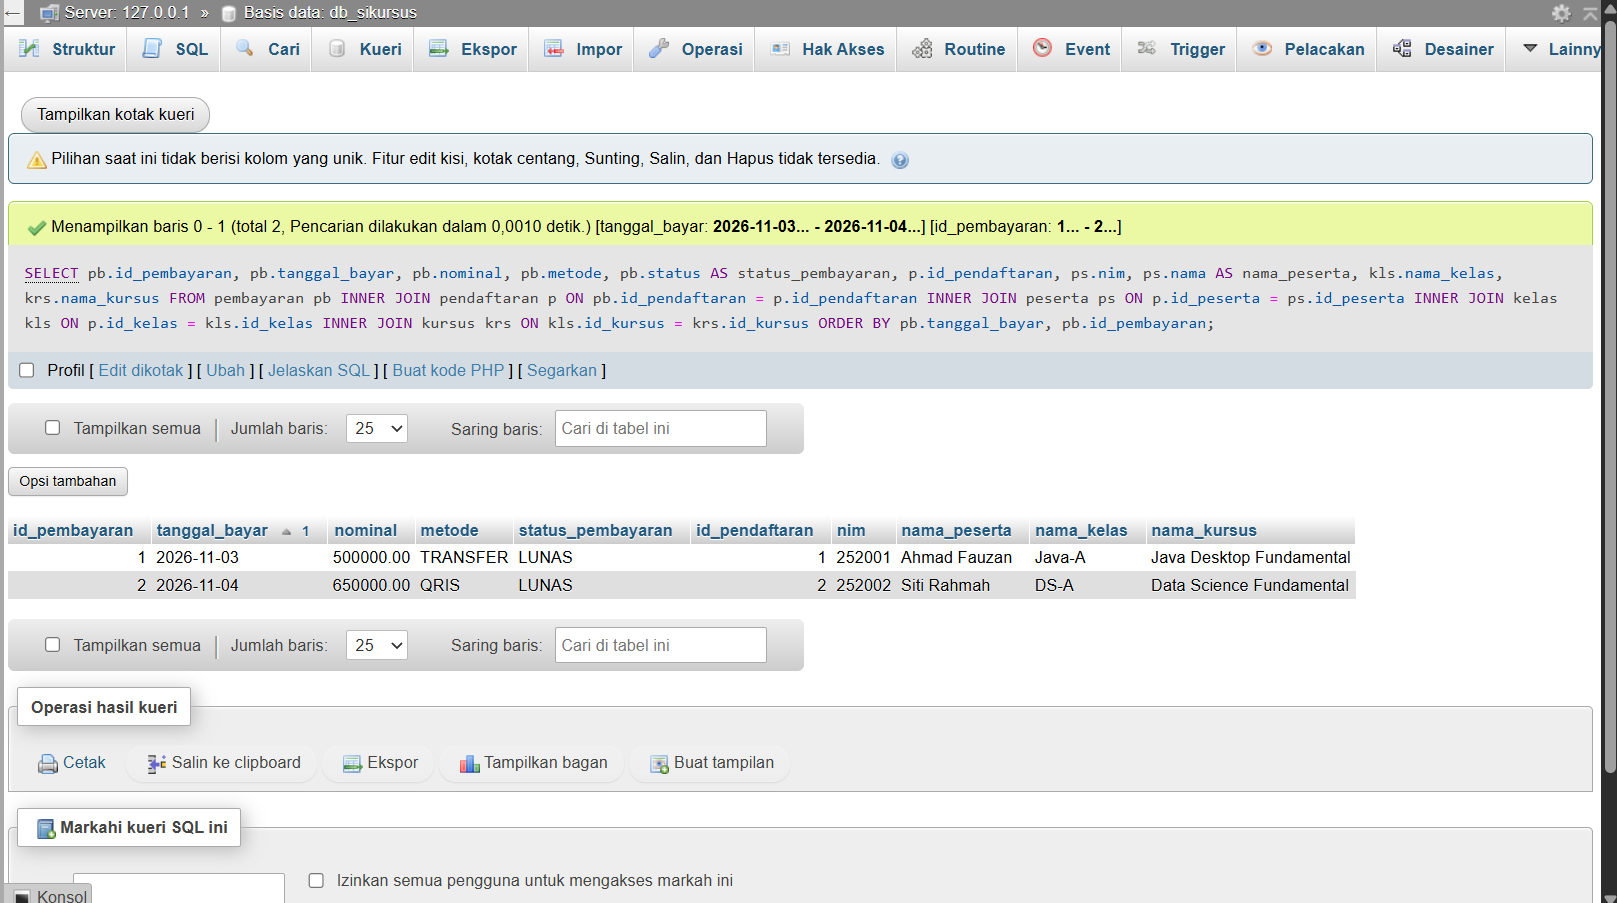 ← Server: 127.0.0.1 » Basis data: db_sikursus
Struktur SQL Cari Kueri Ekspor Impor Operasi Hak Akses Routine Event Trigger Pelacakan Desainer Lainny
Tampilkan kotak kueri
Pilihan saat ini tidak berisi kolom yang unik. Fitur edit kisi, kotak centang, Sunting, Salin, dan Hapus tidak tersedia.
Menampilkan baris 0 - 1 (total 2, Pencarian dilakukan dalam 0,0010 detik.) [tanggal_bayar: 2026-11-03... - 2026-11-04...] [id_pembayaran: 1... - 2...]
SELECT pb.id_pembayaran, pb.tanggal_bayar, pb.nominal, pb.metode, pb.status AS status_pembayaran, p.id_pendaftaran, ps.nim, ps.nama AS nama_peserta, kls.nama_kelas,
krs.nama_kursus FROM pembayaran pb INNER JOIN pendaftaran p ON pb.id_pendaftaran = p.id_pendaftaran INNER JOIN peserta ps ON p.id_peserta = ps.id_peserta INNER JOIN kelas
kls ON p.id_kelas = kls.id_kelas INNER JOIN kursus krs ON kls.id_kursus = krs.id_kursus ORDER BY pb.tanggal_bayar, pb.id_pembayaran;
Profil [ Edit dikotak ] [ Ubah ] [ Jelaskan SQL ] [ Buat kode PHP ] [ Segarkan ]
Tampilkan semua Jumlah baris: 25 Saring baris: Cari di tabel ini
Opsi tambahan
id_pembayaran tanggal_bayar 1 nominal metode status_pembayaran id_pendaftaran nim nama_peserta nama_kelas nama_kursus
1 2026-11-03 500000.00 TRANSFER LUNAS 1 252001 Ahmad Fauzan Java-A Java Desktop Fundamental
2 2026-11-04 650000.00 QRIS LUNAS 2 252002 Siti Rahmah DS-A Data Science Fundamental
Tampilkan semua Jumlah baris: 25 Saring baris: Cari di tabel ini
Operasi hasil kueri
Cetak Salin ke clipboard Ekspor Tampilkan bagan Buat tampilan
Markahi kueri SQL ini
Izinkan semua pengguna untuk mengakses markah ini
Konsol